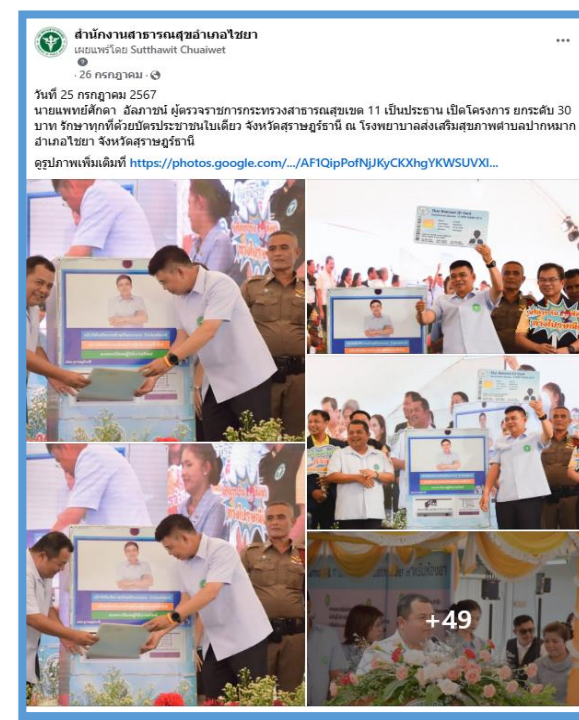 สำนักงานสาธารณสุขอำเภอไชยา
เผยแพร่โดย Sutthawit Chuaiwet
· 26 กรกฎาคม ·
วันที่ 25 กรกฎาคม 2567
นายแพทย์ศักดา อัลภาชน์ ผู้ตรวจราชการกระทรวงสาธารณสุขเขต 11 เป็นประธาน เปิดโครงการ ยกระดับ 30
บาท รักษาทุกที่ด้วยบัตรประชาชนใบเดียว จังหวัดสุราษฎร์ธานี ณ โรงพยาบาลส่งเสริมสุขภาพตำบลปากหมาก
อำเภอไชยา จังหวัดสุราษฎร์ธานี
ดูรูปภาพเพิ่มเติมที่ https://photos.google.com/.../AF1QipPofNjJKyCKXhgYKWSUVXI...
Thai National ID Card
+49